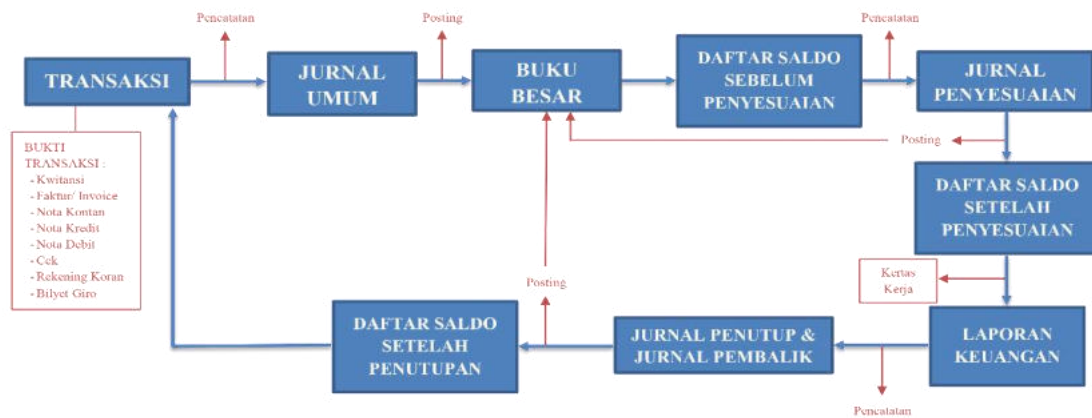 Pencatatan
Posting
Pencatatan
TRANSAKSI
JURNAL
UMUM
BUKU
BESAR
DAFTAR SALDO
SEBELUM
PENYESUAIAN
JURNAL
PENYESUAIAN
BUKTI
TRANSAKSI :
- Kwitansi
- Faktur/ Invoice
- Nota Kontan
- Nota Kredit
- Nota Debit
- Cek
- Rekening Koran
- Bilyet Giro
Posting
DAFTAR SALDO
SETELAH
PENYESUAIAN
Kertas
Kerja
Posting
DAFTAR SALDO
SETELAH
PENUTUPAN
JURNAL PENUTUP &
JURNAL PEMBALIK
LAPORAN
KEUANGAN
Pencatatan